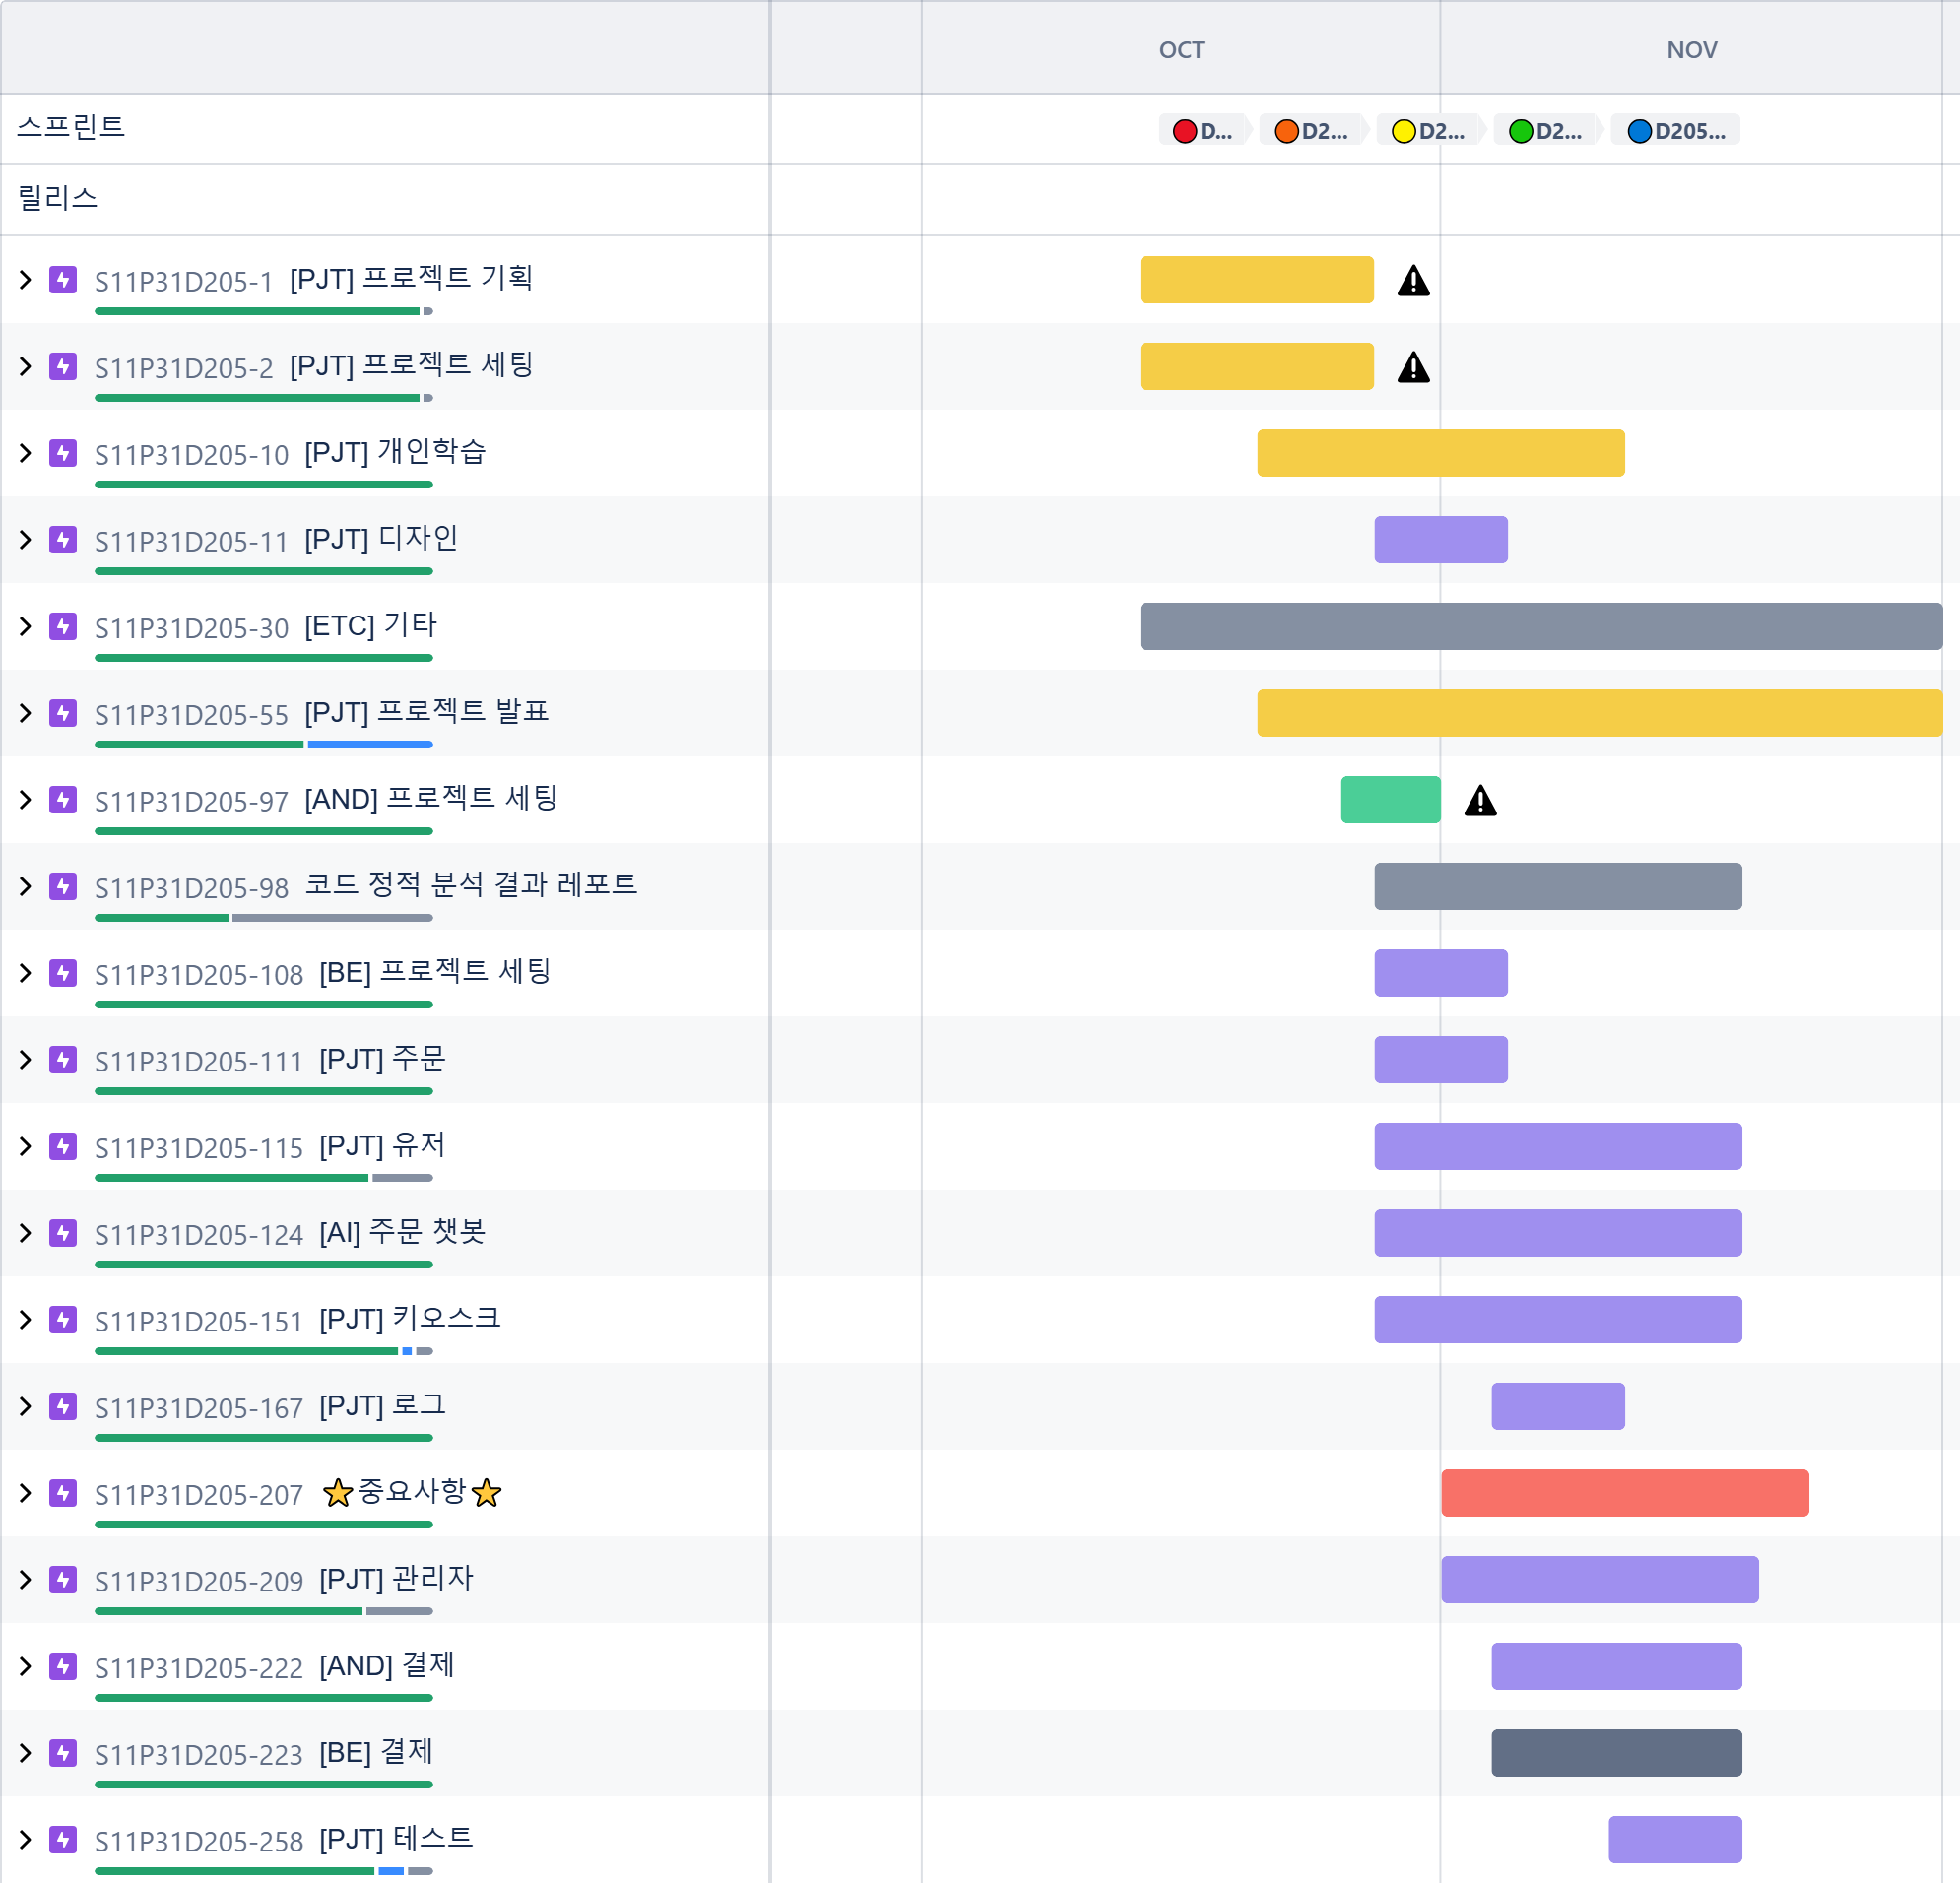 OCT NOV
스프린트 D... D2... D2... D2... D205...
릴리스
S11P31D205-1 [PJT] 프로젝트 기획
S11P31D205-2 [PJT] 프로젝트 세팅
S11P31D205-10 [PJT] 개인학습
S11P31D205-11 [PJT] 디자인
S11P31D205-30 [ETC] 기타
S11P31D205-55 [PJT] 프로젝트 발표
S11P31D205-97 [AND] 프로젝트 세팅
S11P31D205-98 코드 정적 분석 결과 레포트
S11P31D205-108 [BE] 프로젝트 세팅
S11P31D205-111 [PJT] 주문
S11P31D205-115 [PJT] 유저
S11P31D205-124 [AI] 주문 챗봇
S11P31D205-151 [PJT] 키오스크
S11P31D205-167 [PJT] 로그
S11P31D205-207 ⭐중요사항⭐
S11P31D205-209 [PJT] 관리자
S11P31D205-222 [AND] 결제
S11P31D205-223 [BE] 결제
S11P31D205-258 [PJT] 테스트